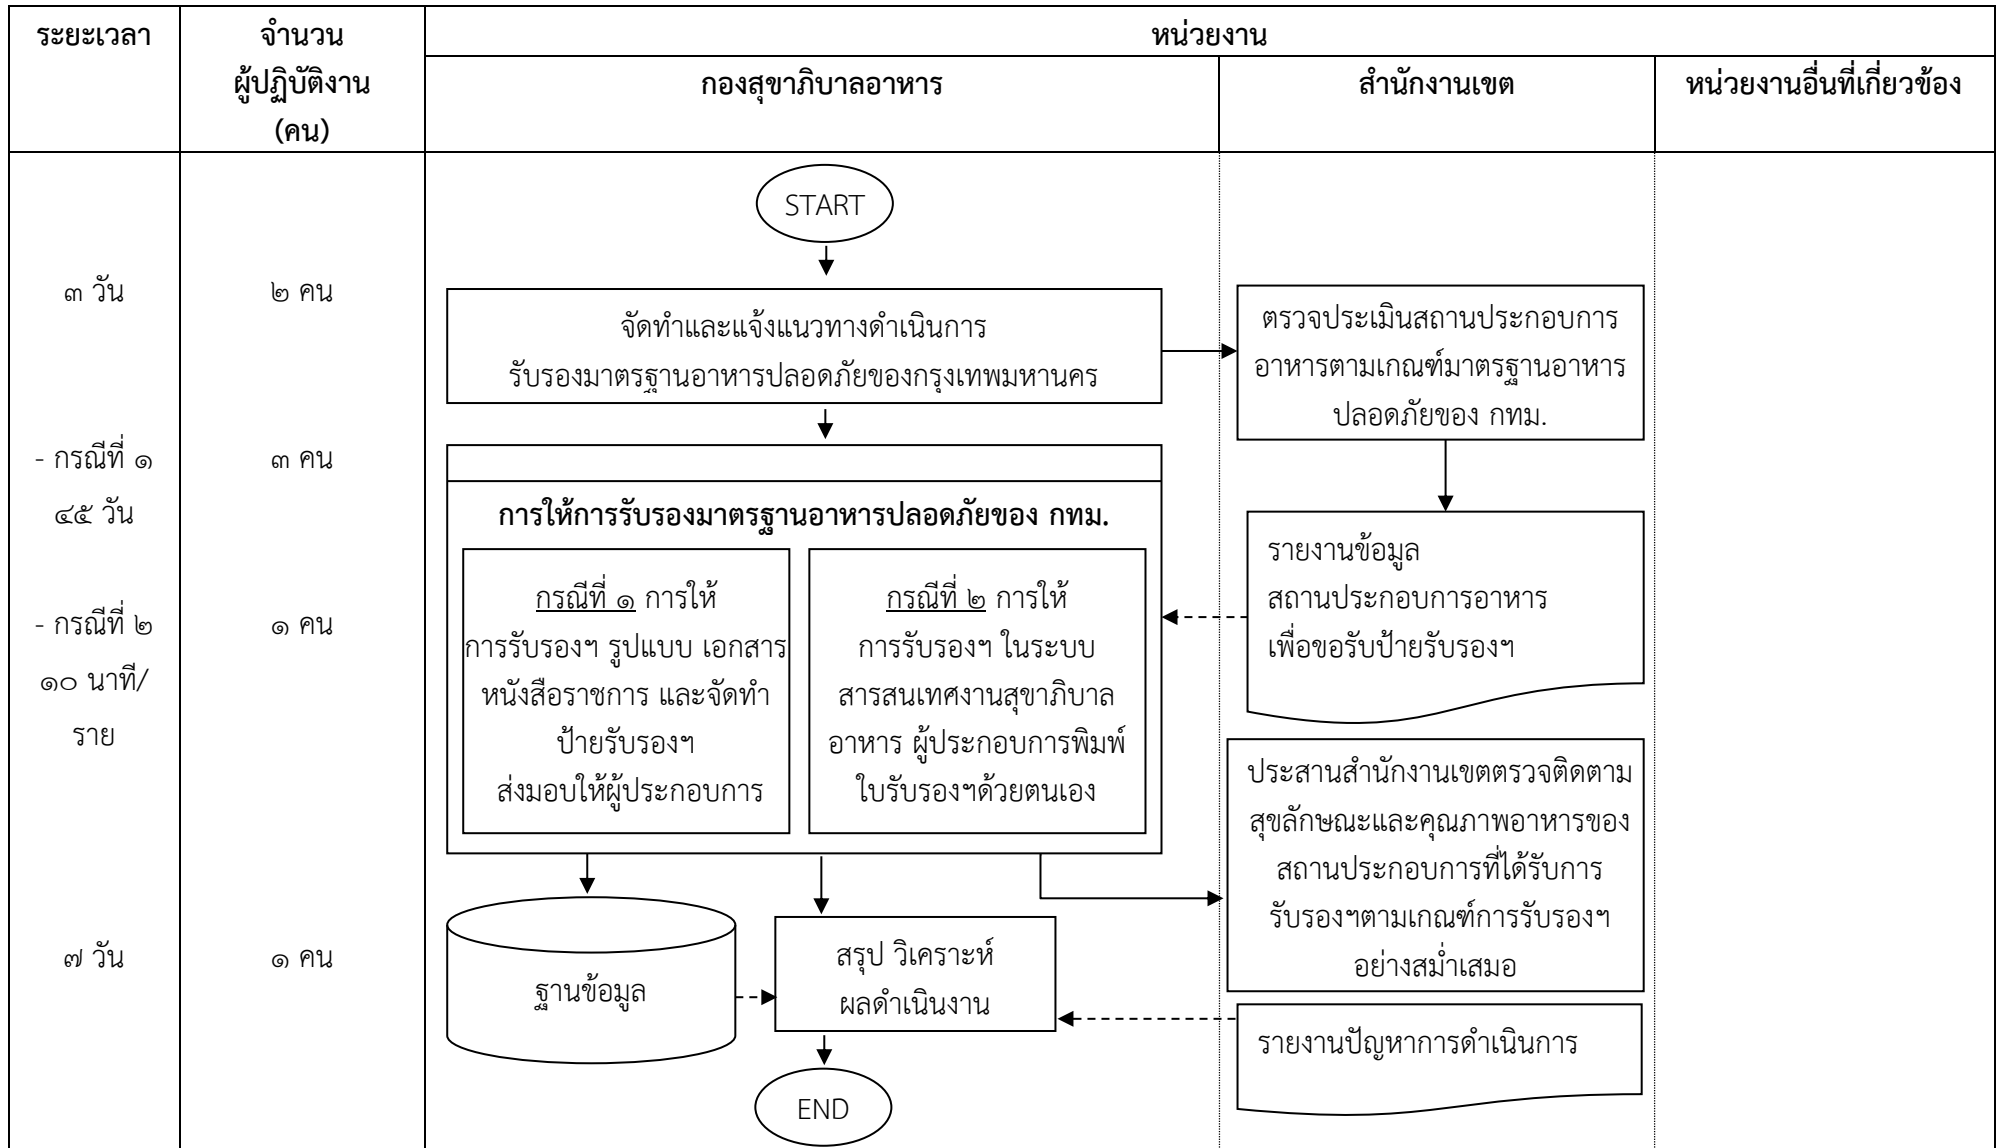 ระยะเวลา
จำนวน
ผู้ปฏิบัติงาน
(คน)
หน่วยงาน
กองสุขาภิบาลอาหาร
สำนักงานเขต
หน่วยงานอื่นที่เกี่ยวข้อง
START
๓ วัน
๒ คน
จัดทำและแจ้งแนวทางดำเนินการ
รับรองมาตรฐานอาหารปลอดภัยของกรุงเทพมหานคร
ตรวจประเมินสถานประกอบการ
อาหารตามเกณฑ์มาตรฐานอาหาร
ปลอดภัยของ กทม.
- กรณีที่ ๑
๔๕ วัน
๓ คน
- กรณีที่ ๒
๑๐ นาที/
ราย
๑ คน
การให้การรับรองมาตรฐานอาหารปลอดภัยของ กทม.
กรณีที่ ๑ การให้
การรับรองฯ รูปแบบ เอกสาร
หนังสือราชการ และจัดทำ
ป้ายรับรองฯ
ส่งมอบให้ผู้ประกอบการ
กรณีที่ ๒ การให้
การรับรองฯ ในระบบ
สารสนเทศงานสุขาภิบาล
อาหาร ผู้ประกอบการพิมพ์
ใบรับรองฯด้วยตนเอง
รายงานข้อมูล
สถานประกอบการอาหาร
เพื่อขอรับป้ายรับรองฯ
ประสานสำนักงานเขตตรวจติดตาม
สุขลักษณะและคุณภาพอาหารของ
สถานประกอบการที่ได้รับการ
รับรองฯตามเกณฑ์การรับรองฯ
อย่างสม่ำเสมอ
๗ วัน
๑ คน
ฐานข้อมูล
สรุป วิเคราะห์
ผลดำเนินงาน
รายงานปัญหาการดำเนินการ
END